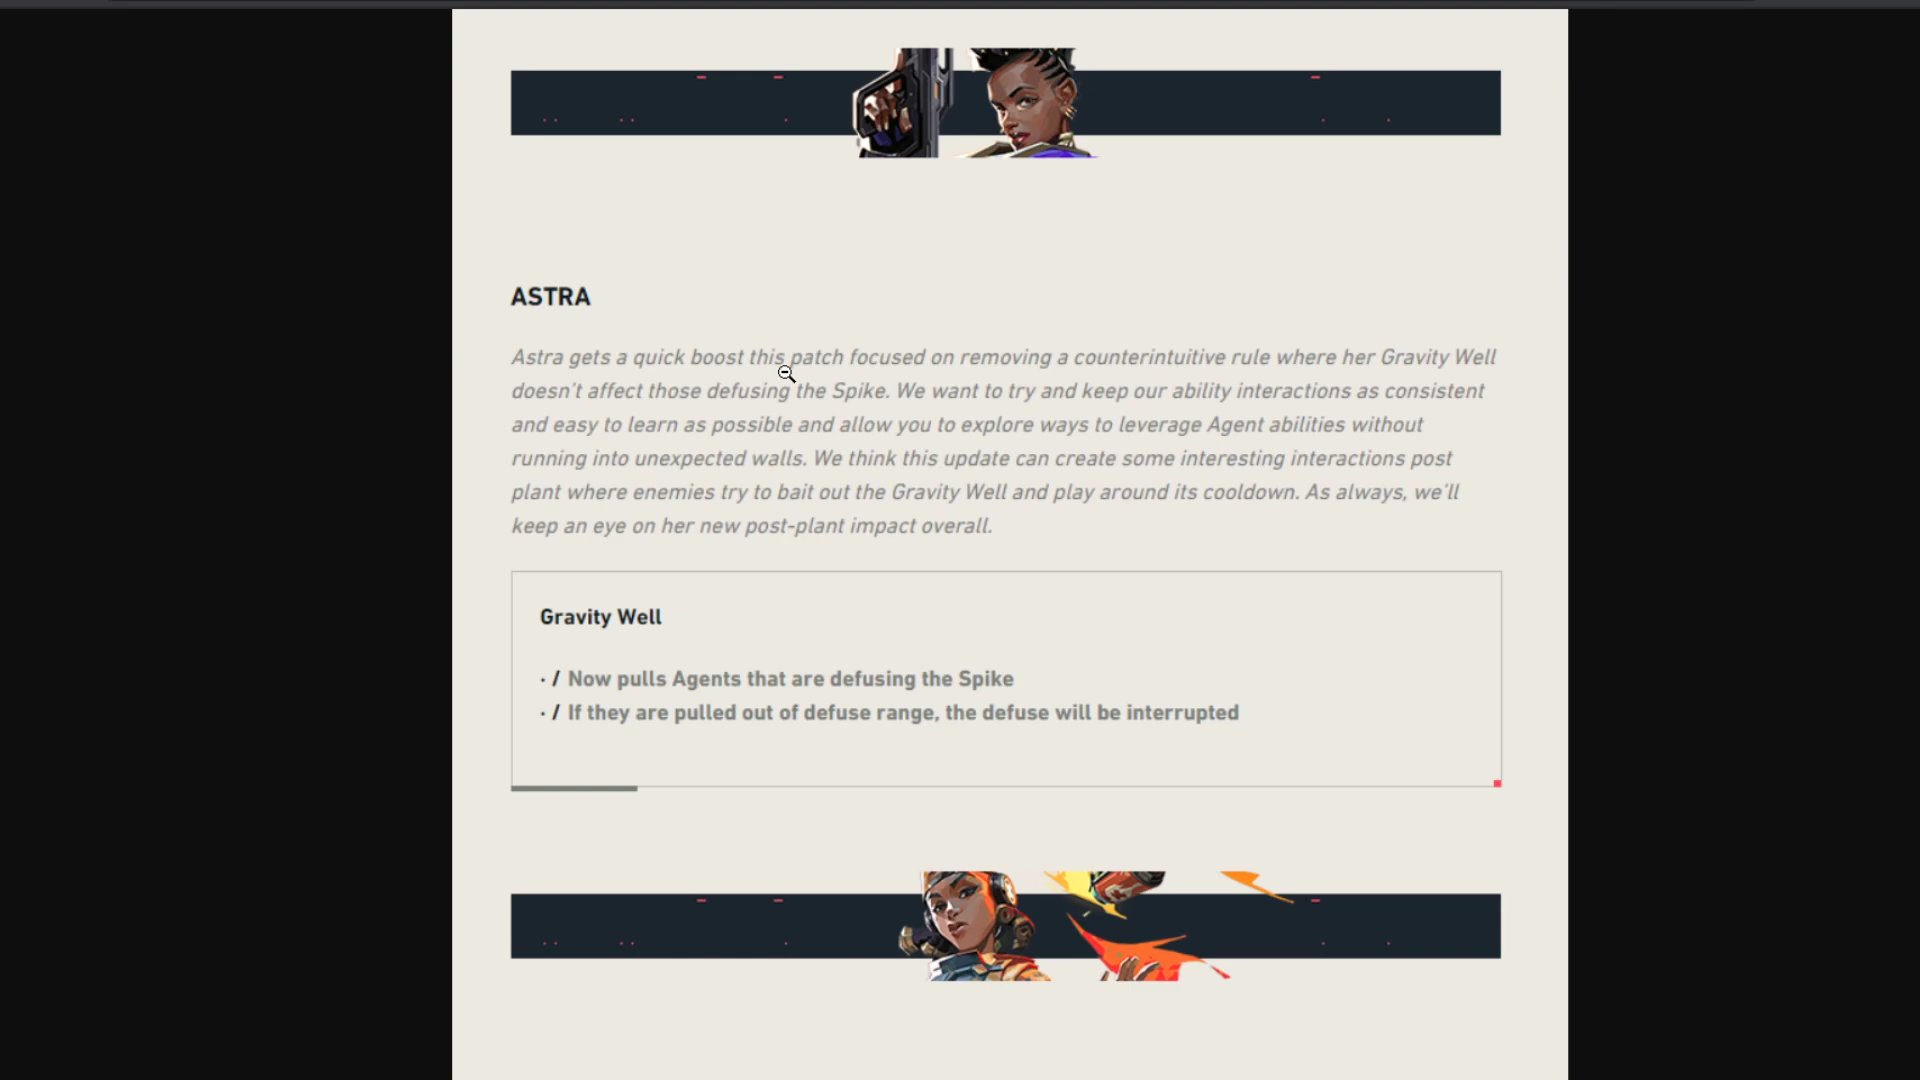 ASTRA
Astra gets a quick boost this patch focused on removing a counterintuitive rule where her Gravity Well
doesn't affect those defusing the Spike. We want to try and keep our ability interactions as consistent
and easy to learn as possible and allow you to explore ways to leverage Agent abilities without
running into unexpected walls. We think this update can create some interesting interactions post
plant where enemies try to bait out the Gravity Well and play around its cooldown. As always, we'll
keep an eye on her new post-plant impact overall.
Gravity Well
· / Now pulls Agents that are defusing the Spike
· / If they are pulled out of defuse range, the defuse will be interrupted